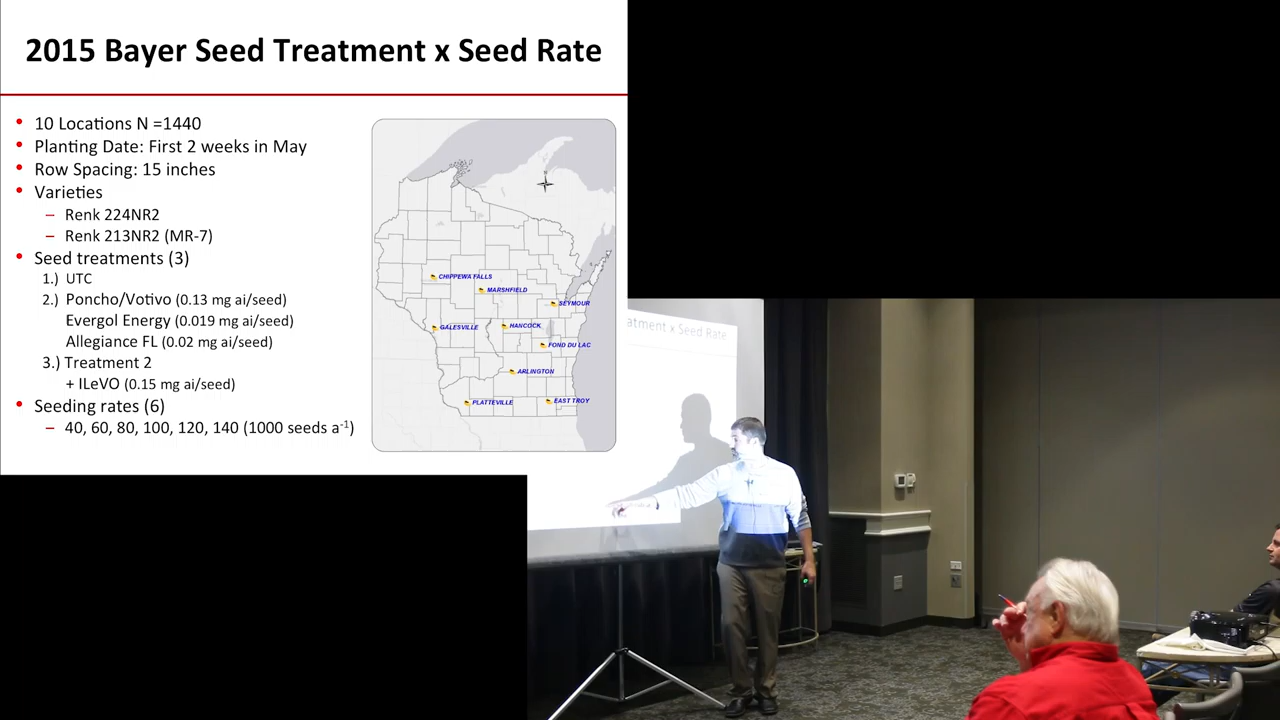 2015 Bayer Seed Treatment x Seed Rate
• 10 Locations N =1440
• Planting Date: First 2 weeks in May
• Row Spacing: 15 inches
• Varieties
– Renk 224NR2
– Renk 213NR2 (MR-7)
• Seed treatments (3)
1.) UTC
2.) Poncho/Votivo (0.13 mg ai/seed)
Evergol Energy (0.019 mg ai/seed)
Allegiance FL (0.02 mg ai/seed)
3.) Treatment 2
+ ILeVO (0.15 mg ai/seed)
• Seeding rates (6)
– 40, 60, 80, 100, 120, 140 (1000 seeds a⁻¹)
N
CHIPPEWA FALLS
MARSHFIELD
SEYMOUR
GALESVILLE
HANCOCK
FOND DU LAC
ARLINGTON
PLATTEVILLE
EAST TROY
atment x Seed Rate